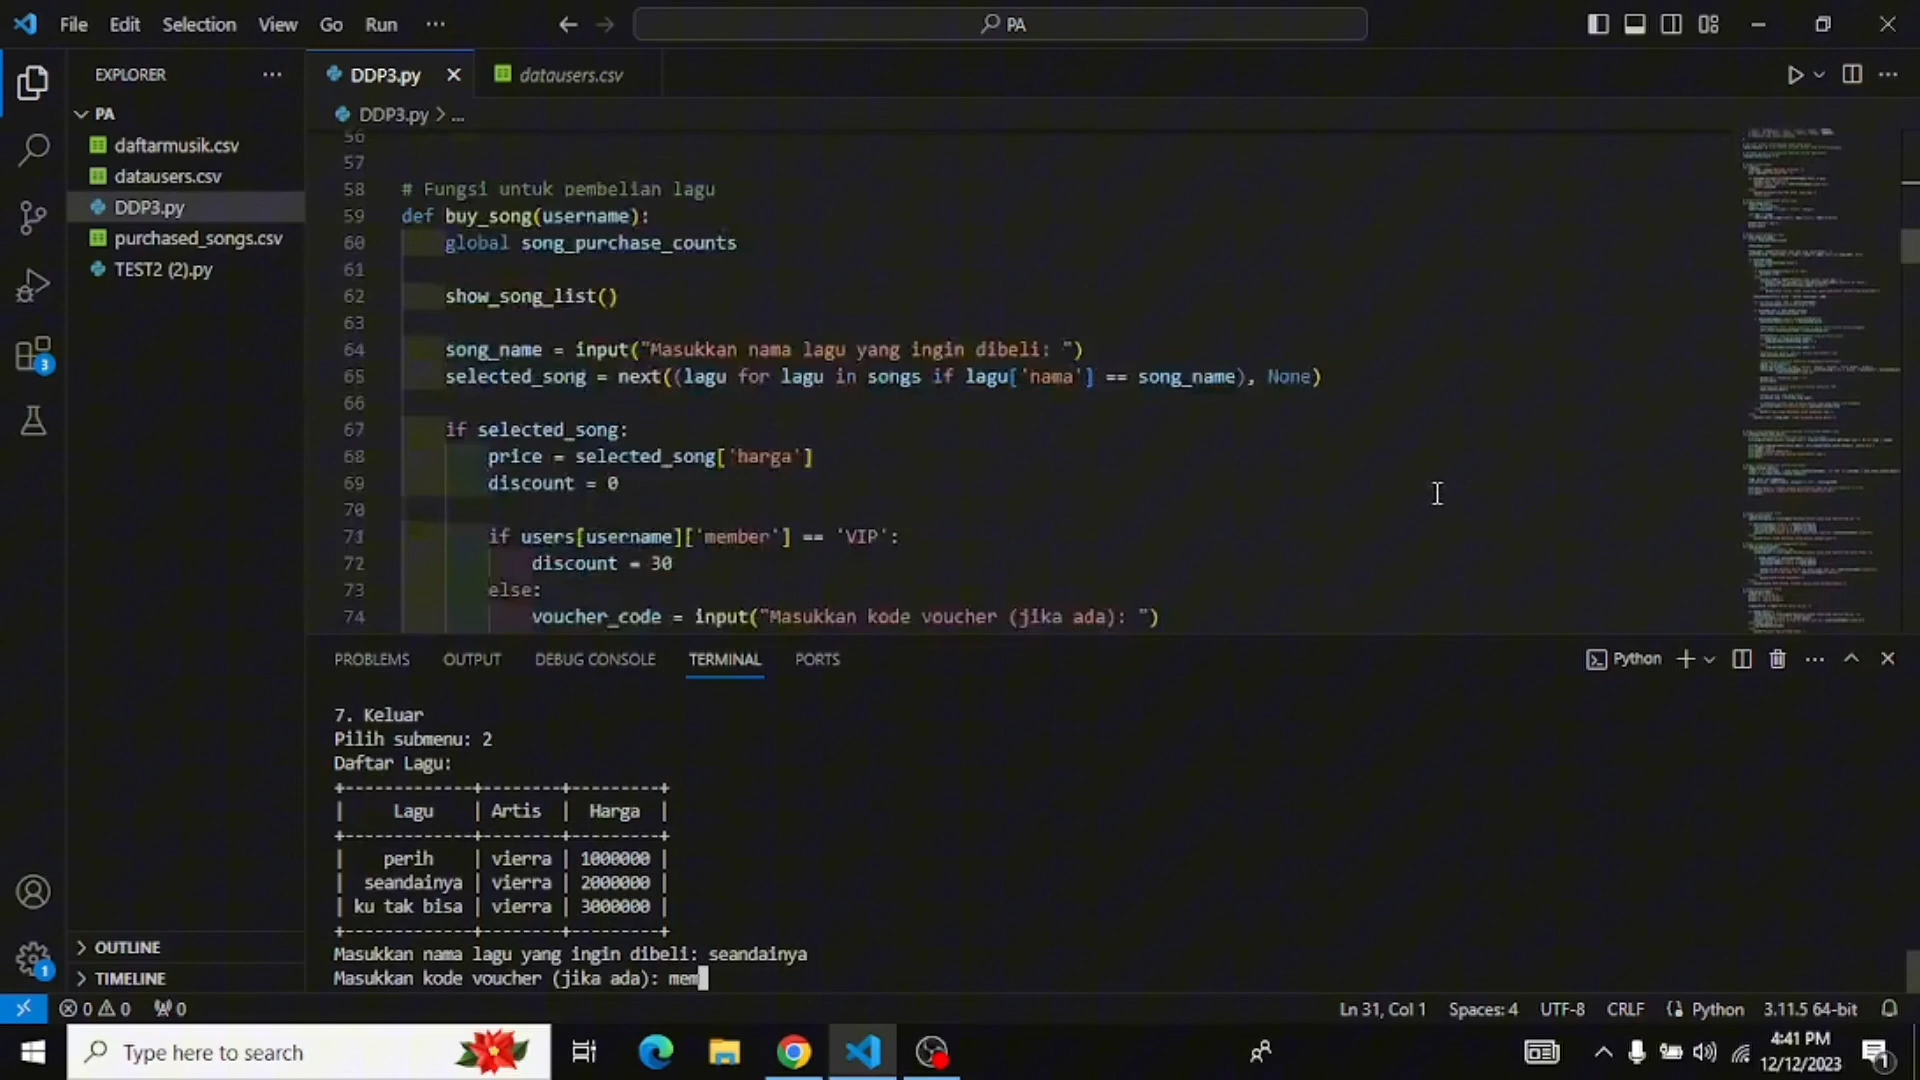 File Edit Selection View Go Run ···
PA
EXPLORER ···
DDP3.py
datausers.csv
PA
DDP3.py > ...
daftarmusik.csv
datausers.csv
DDP3.py
purchased_songs.csv
TEST2 (2).py
3
56
57
58 # Fungsi untuk pembelian lagu
59 def buy_song(username):
60 global song_purchase_counts
61
62 show_song_list()
63
64 song_name = input("Masukkan nama lagu yang ingin dibeli: ")
65 selected_song = next((lagu for lagu in songs if lagu['nama'] == song_name), None)
66
67 if selected_song:
68 price = selected_song['harga']
69 discount = 0
70
71 if users[username]['member'] == 'VIP':
72 discount = 30
73 else:
74 voucher_code = input("Masukkan kode voucher (jika ada): ")
PROBLEMS OUTPUT DEBUG CONSOLE TERMINAL PORTS
Python
7. Keluar
Pilih submenu: 2
Daftar Lagu:
+-------------+--------+---------+
| Lagu | Artis | Harga |
+-------------+--------+---------+
| perih | vierra | 1000000 |
| seandainya | vierra | 2000000 |
| ku tak bisa | vierra | 3000000 |
+-------------+--------+---------+
Masukkan nama lagu yang ingin dibeli: seandainya
Masukkan kode voucher (jika ada): mem
OUTLINE
TIMELINE
1
0 0 0
Ln 31, Col 1 Spaces: 4 UTF-8 CRLF Python 3.11.5 64-bit
Type here to search
4:41 PM
12/12/2023
1